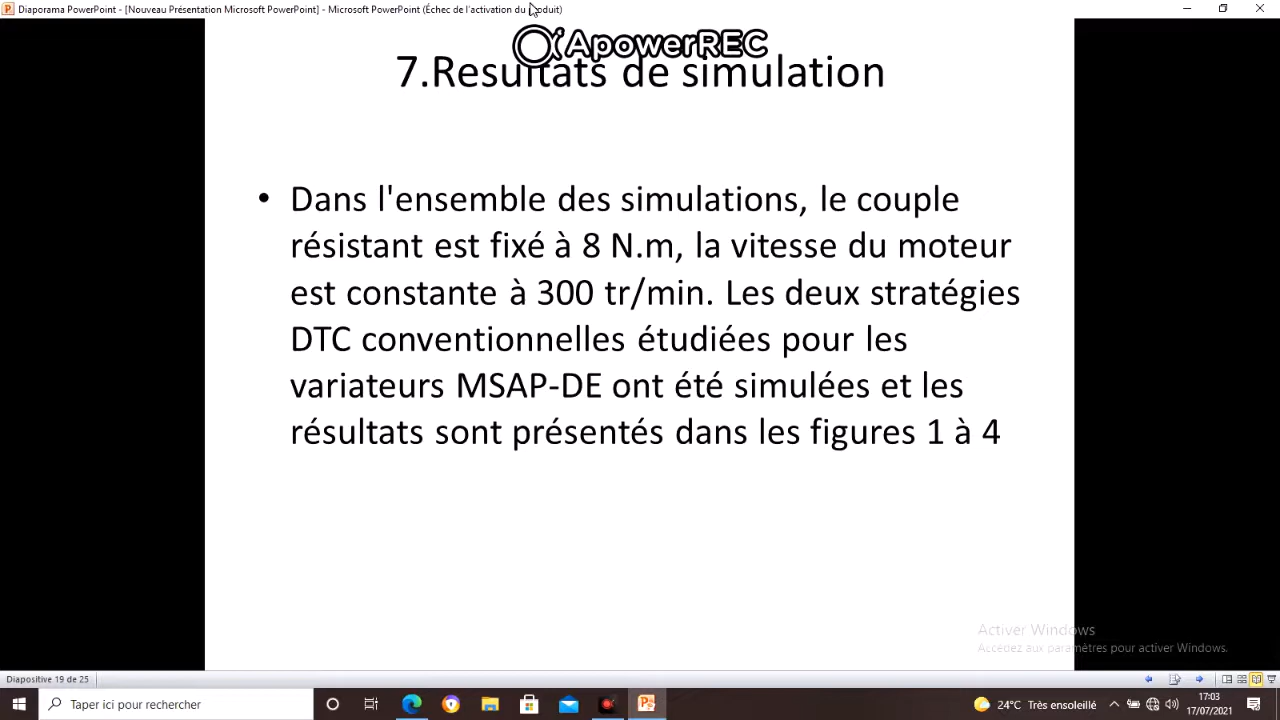 Diaporama PowerPoint - [Nouveau Présentation Microsoft PowerPoint] - Microsoft PowerPoint (Échec de l'activation du produit)
ApowerREC
7.Resultats de simulation
• Dans l'ensemble des simulations, le couple
résistant est fixé à 8 N.m, la vitesse du moteur
est constante à 300 tr/min. Les deux stratégies
DTC conventionnelles étudiées pour les
variateurs MSAP-DE ont été simulées et les
résultats sont présentés dans les figures 1 à 4
Activer Windows
Accédez aux paramètres pour activer Windows.
Diapositive 19 de 25
Taper ici pour rechercher
24°C Très ensoleillé
17:03
17/07/2021